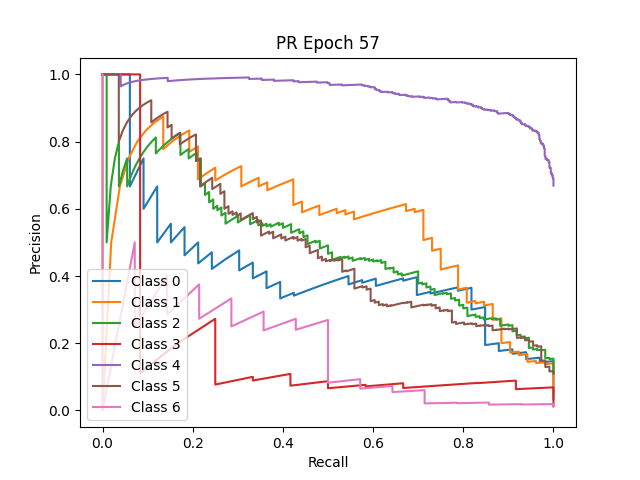 PR Epoch 57
Precision
1.0
0.8
0.6
0.4
0.2
0.0
Class 0
Class 1
Class 2
Class 3
Class 4
Class 5
Class 6
0.0 0.2 0.4 0.6 0.8 1.0
Recall